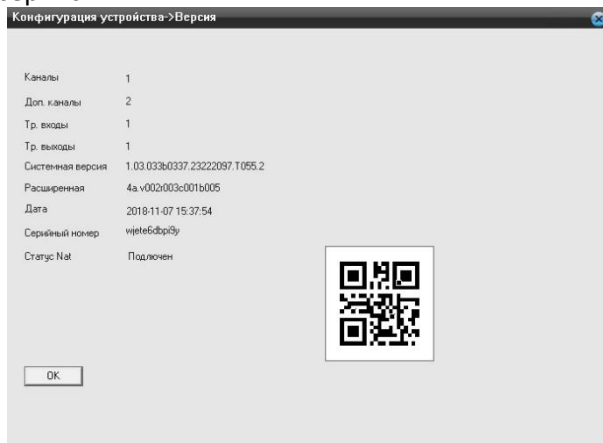 Конфигурация устройства->Версия
Каналы 1
Доп. каналы 2
Тр. входы 1
Тр. выходы 1
Системная версия 1.03.033b0337.23222097.T055.2
Расширенная 4a.v002r003c001b005
Дата 2018-11-07 15:37:54
Серийный номер wjete6dbpi9y
Статус Nat Подлючен
OK